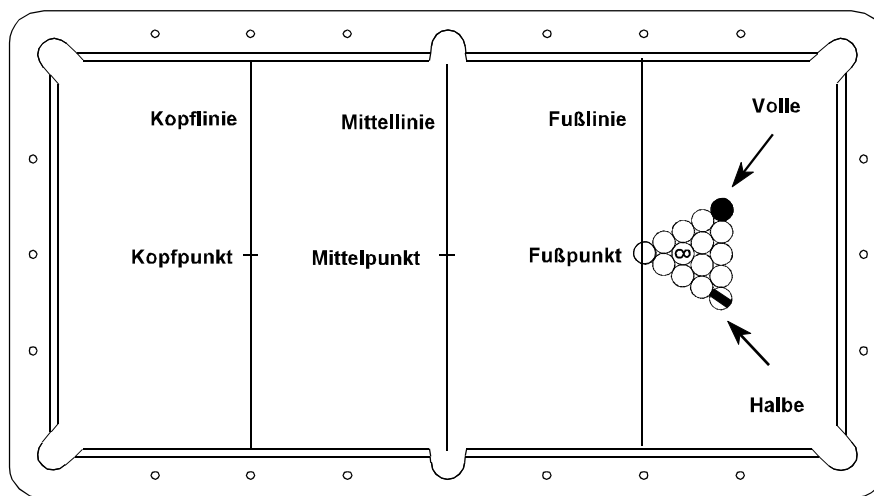 Volle
Kopflinie
Mittellinie
Fußlinie
Kopfpunkt
Mittelpunkt
Fußpunkt
8
Halbe